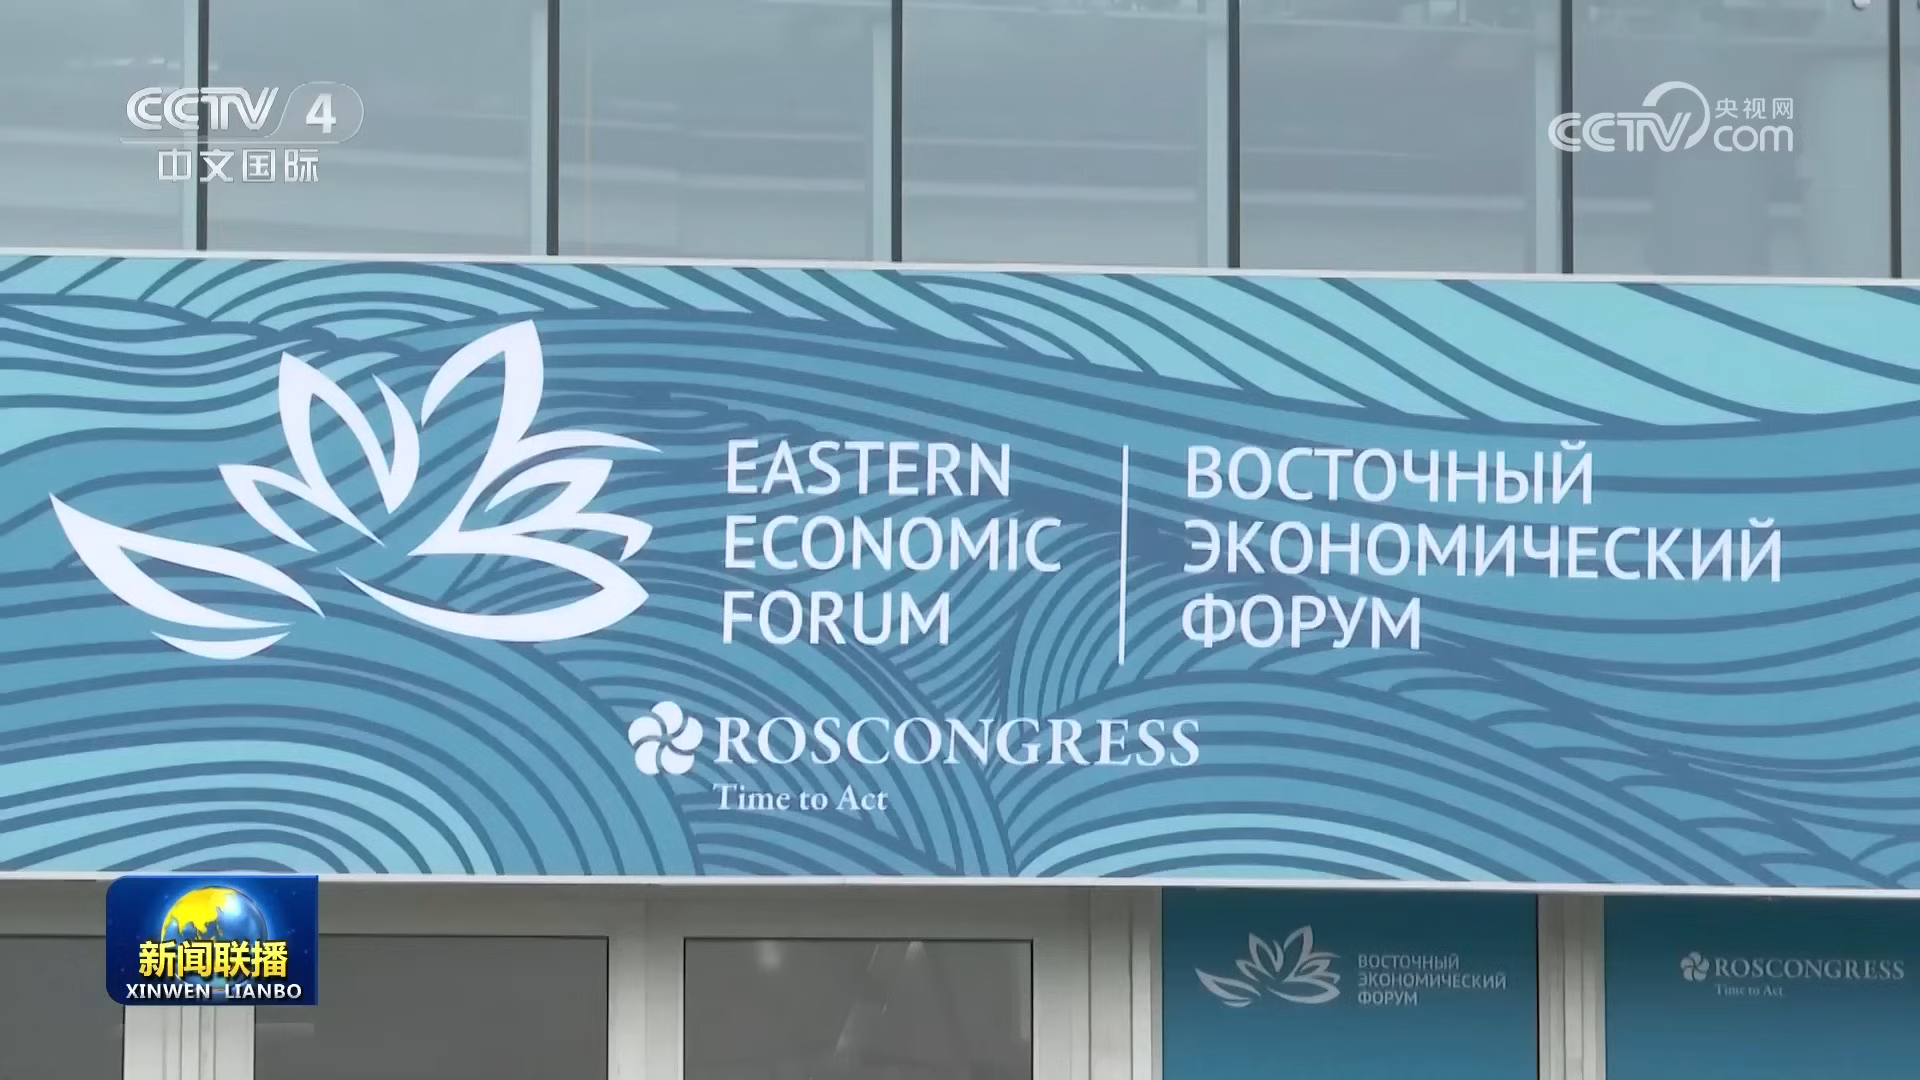 CCTV 4
中文国际
央视网
CCTV.com
EASTERN
ECONOMIC
FORUM
ВОСТОЧНЫЙ
ЭКОНОМИЧЕСКИЙ
ФОРУМ
ROSCONGRESS
Time to Act
新闻联播
XINWEN LIANBO
ВОСТОЧНЫЙ
ЭКОНОМИЧЕСКИЙ
ФОРУМ
ROSCONGRESS
Time to Act